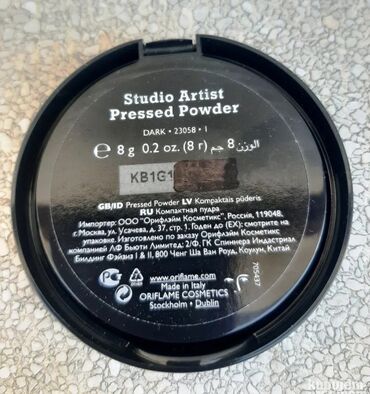 Studio Artist
Pressed Powder
DARK • 23058 • I
℮ 8 g 0.2 oz. (8 г) الوزن 8 جم
KB1G1
GB/ID Pressed Powder LV Kompaktais pūderis
RU Компактная пудра
Импортер: ООО "Орифлэйм Косметикс", Россия, 119048,
г.Москва, ул. Усачева, д. 37, стр. 1. Годен до (EX): смотрите на
упаковке. Изготовлено по заказу Орифлэйм Косметикс
компанией ЛФ Бьюти Лимитед: 2/Ф, ГК Спиннера Индастриал
Билдинг Фэйзиз I & II, 800 Ченг Ша Ван Роуд, Коулун, Китай
705437
www.oriflame.com
Made in Italy
ORIFLAME COSMETICS
Stockholm • Dublin